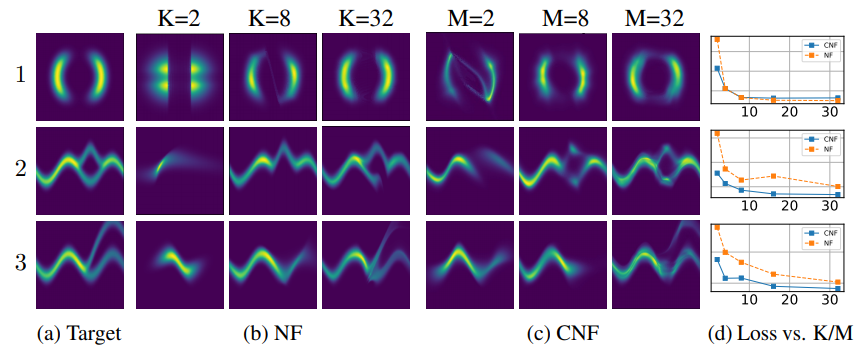 K=2 K=8 K=32 M=2 M=8 M=32
1
CNF
NF
10 20 30
2
CNF
NF
10 20 30
3
CNF
NF
10 20 30
(a) Target (b) NF (c) CNF (d) Loss vs. K/M